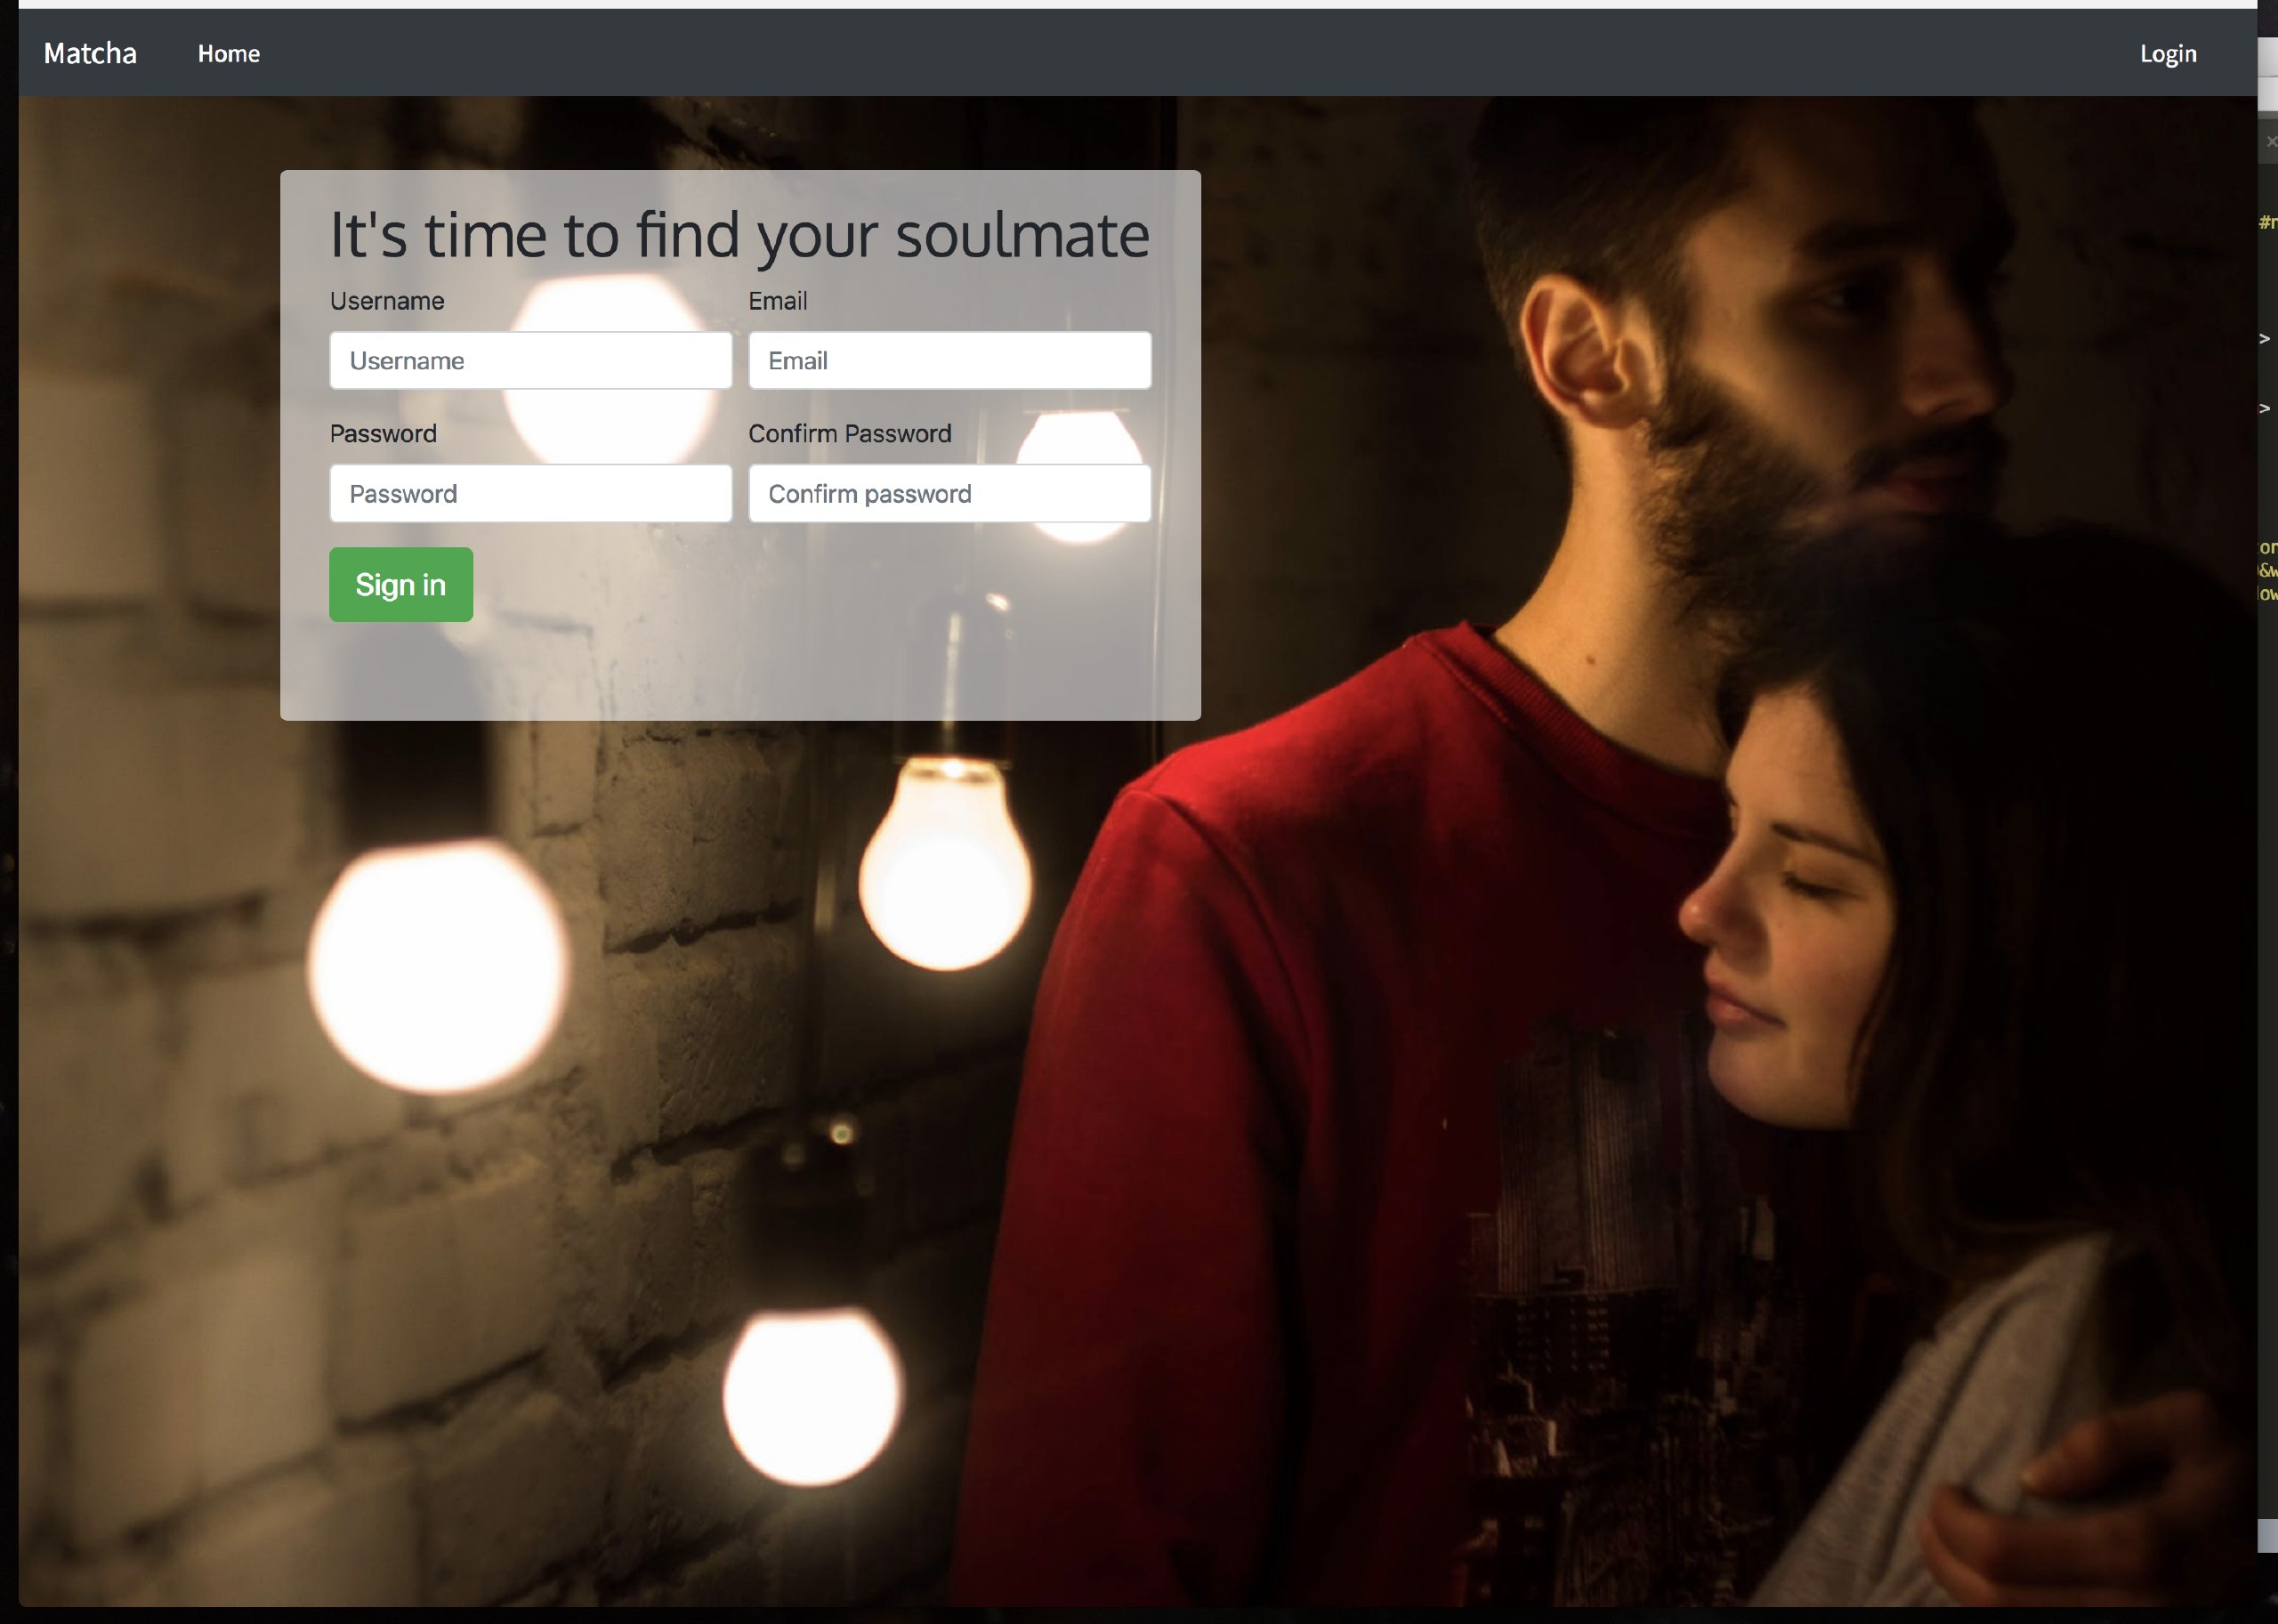 Matcha Home Login
It's time to find your soulmate
Username Email
Username Email
Password Confirm Password
Password Confirm password
Sign in